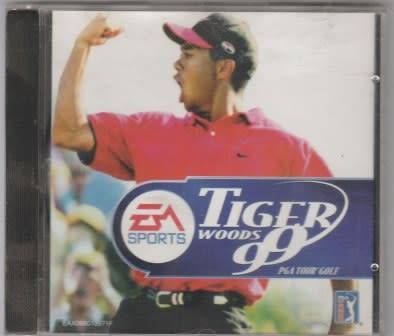 EA
SPORTS
TIGER
WOODS 99
PGA TOUR GOLF